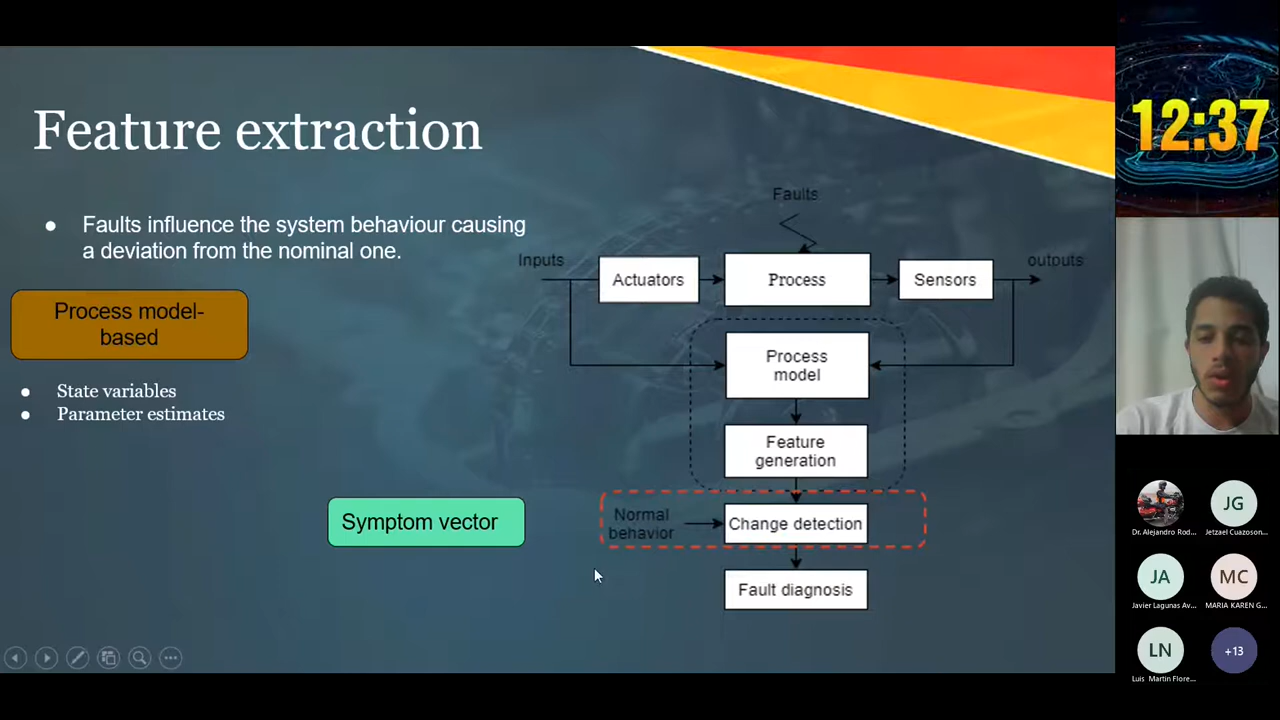 Feature extraction
● Faults influence the system behaviour causing
a deviation from the nominal one.
Process model-
based
● State variables
● Parameter estimates
Symptom vector
Faults
Inputs
Actuators
Process
Sensors
outputs
Process
model
Feature
generation
Normal
behavior
Change detection
Fault diagnosis
12:37
Dr. Alejandro Rod...
JG
Jetzael Cuazoson...
JA
Javier Lagunas Av...
MC
MARIA KAREN G...
LN
Luis Martin Flore...
+13